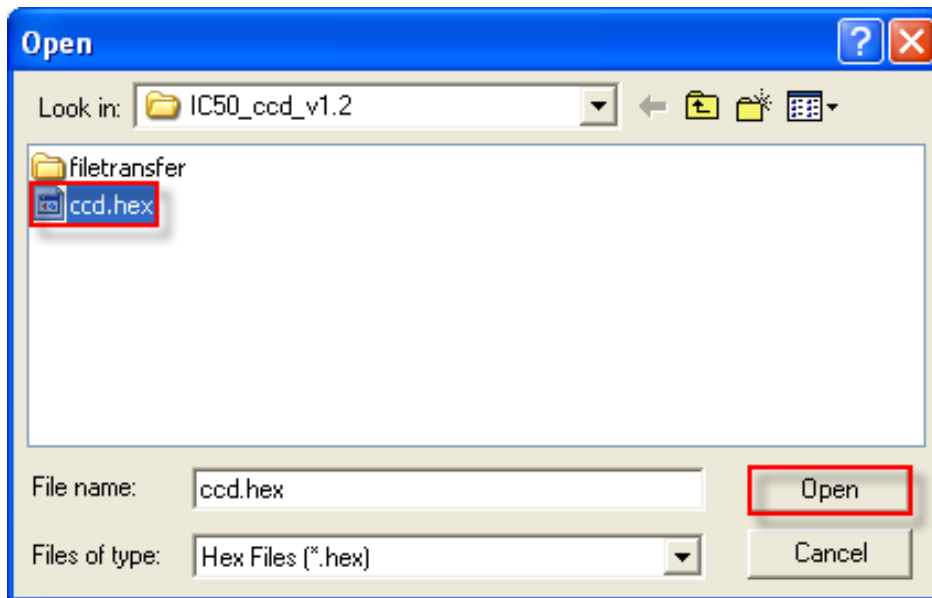 Open
Look in: IC50_ccd_v1.2
filetransfer
ccd.hex
File name: ccd.hex Open
Files of type: Hex Files (*.hex) Cancel